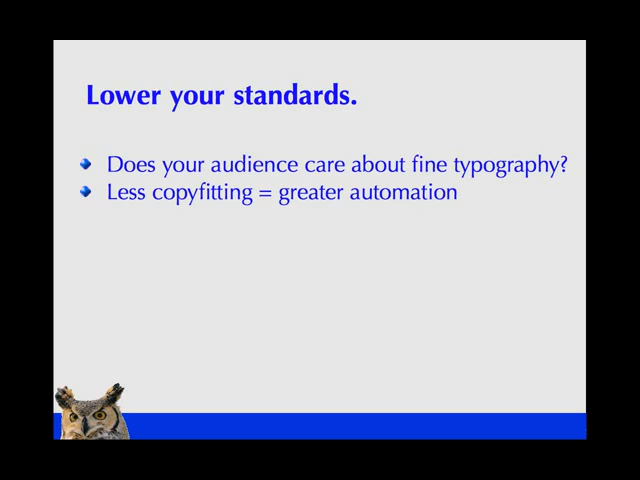 Lower your standards.
Does your audience care about fine typography?
Less copyfitting = greater automation